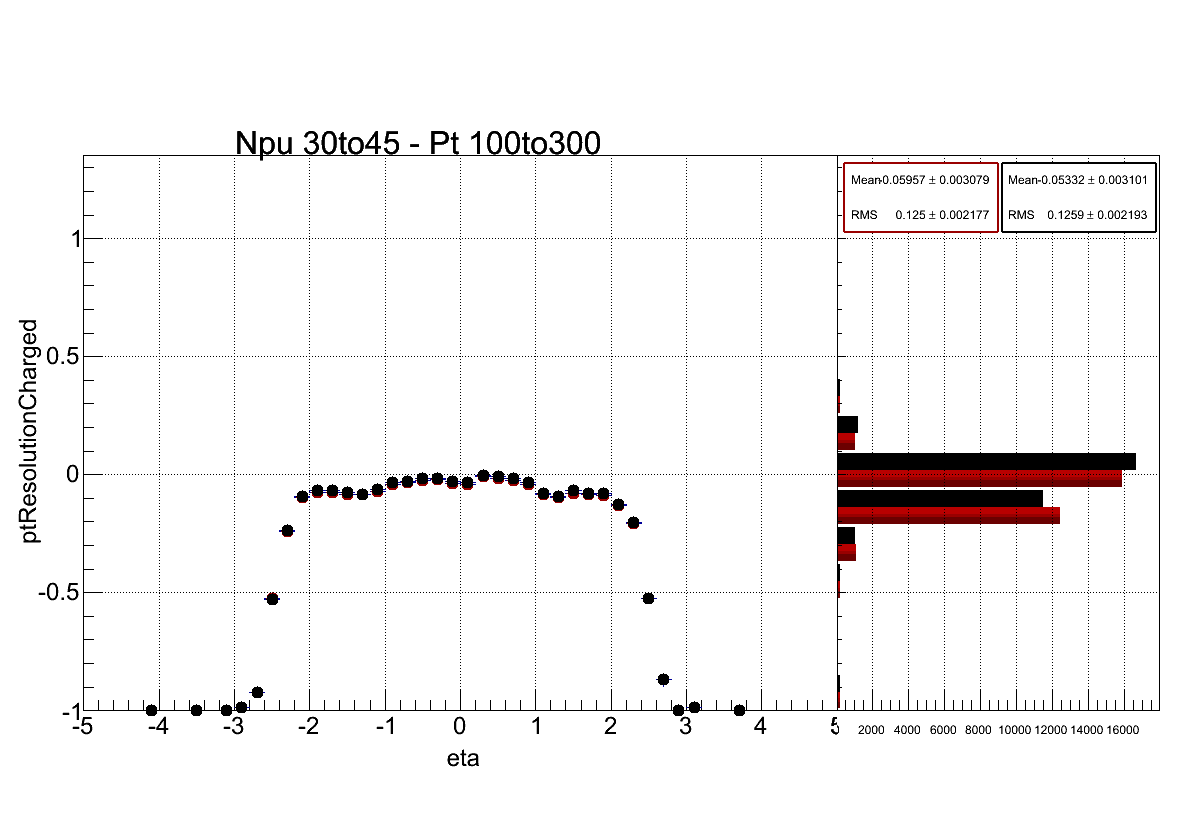 Npu 30to45 - Pt 100to300
Mean -0.05957 ± 0.003079
RMS 0.125 ± 0.002177
Mean -0.05332 ± 0.003101
RMS 0.1259 ± 0.002193
ptResolutionCharged
1
0.5
0
-0.5
-1
-5 -4 -3 -2 -1 0 1 2 3 4 5
2000 4000 6000 8000 10000 12000 14000 16000
eta